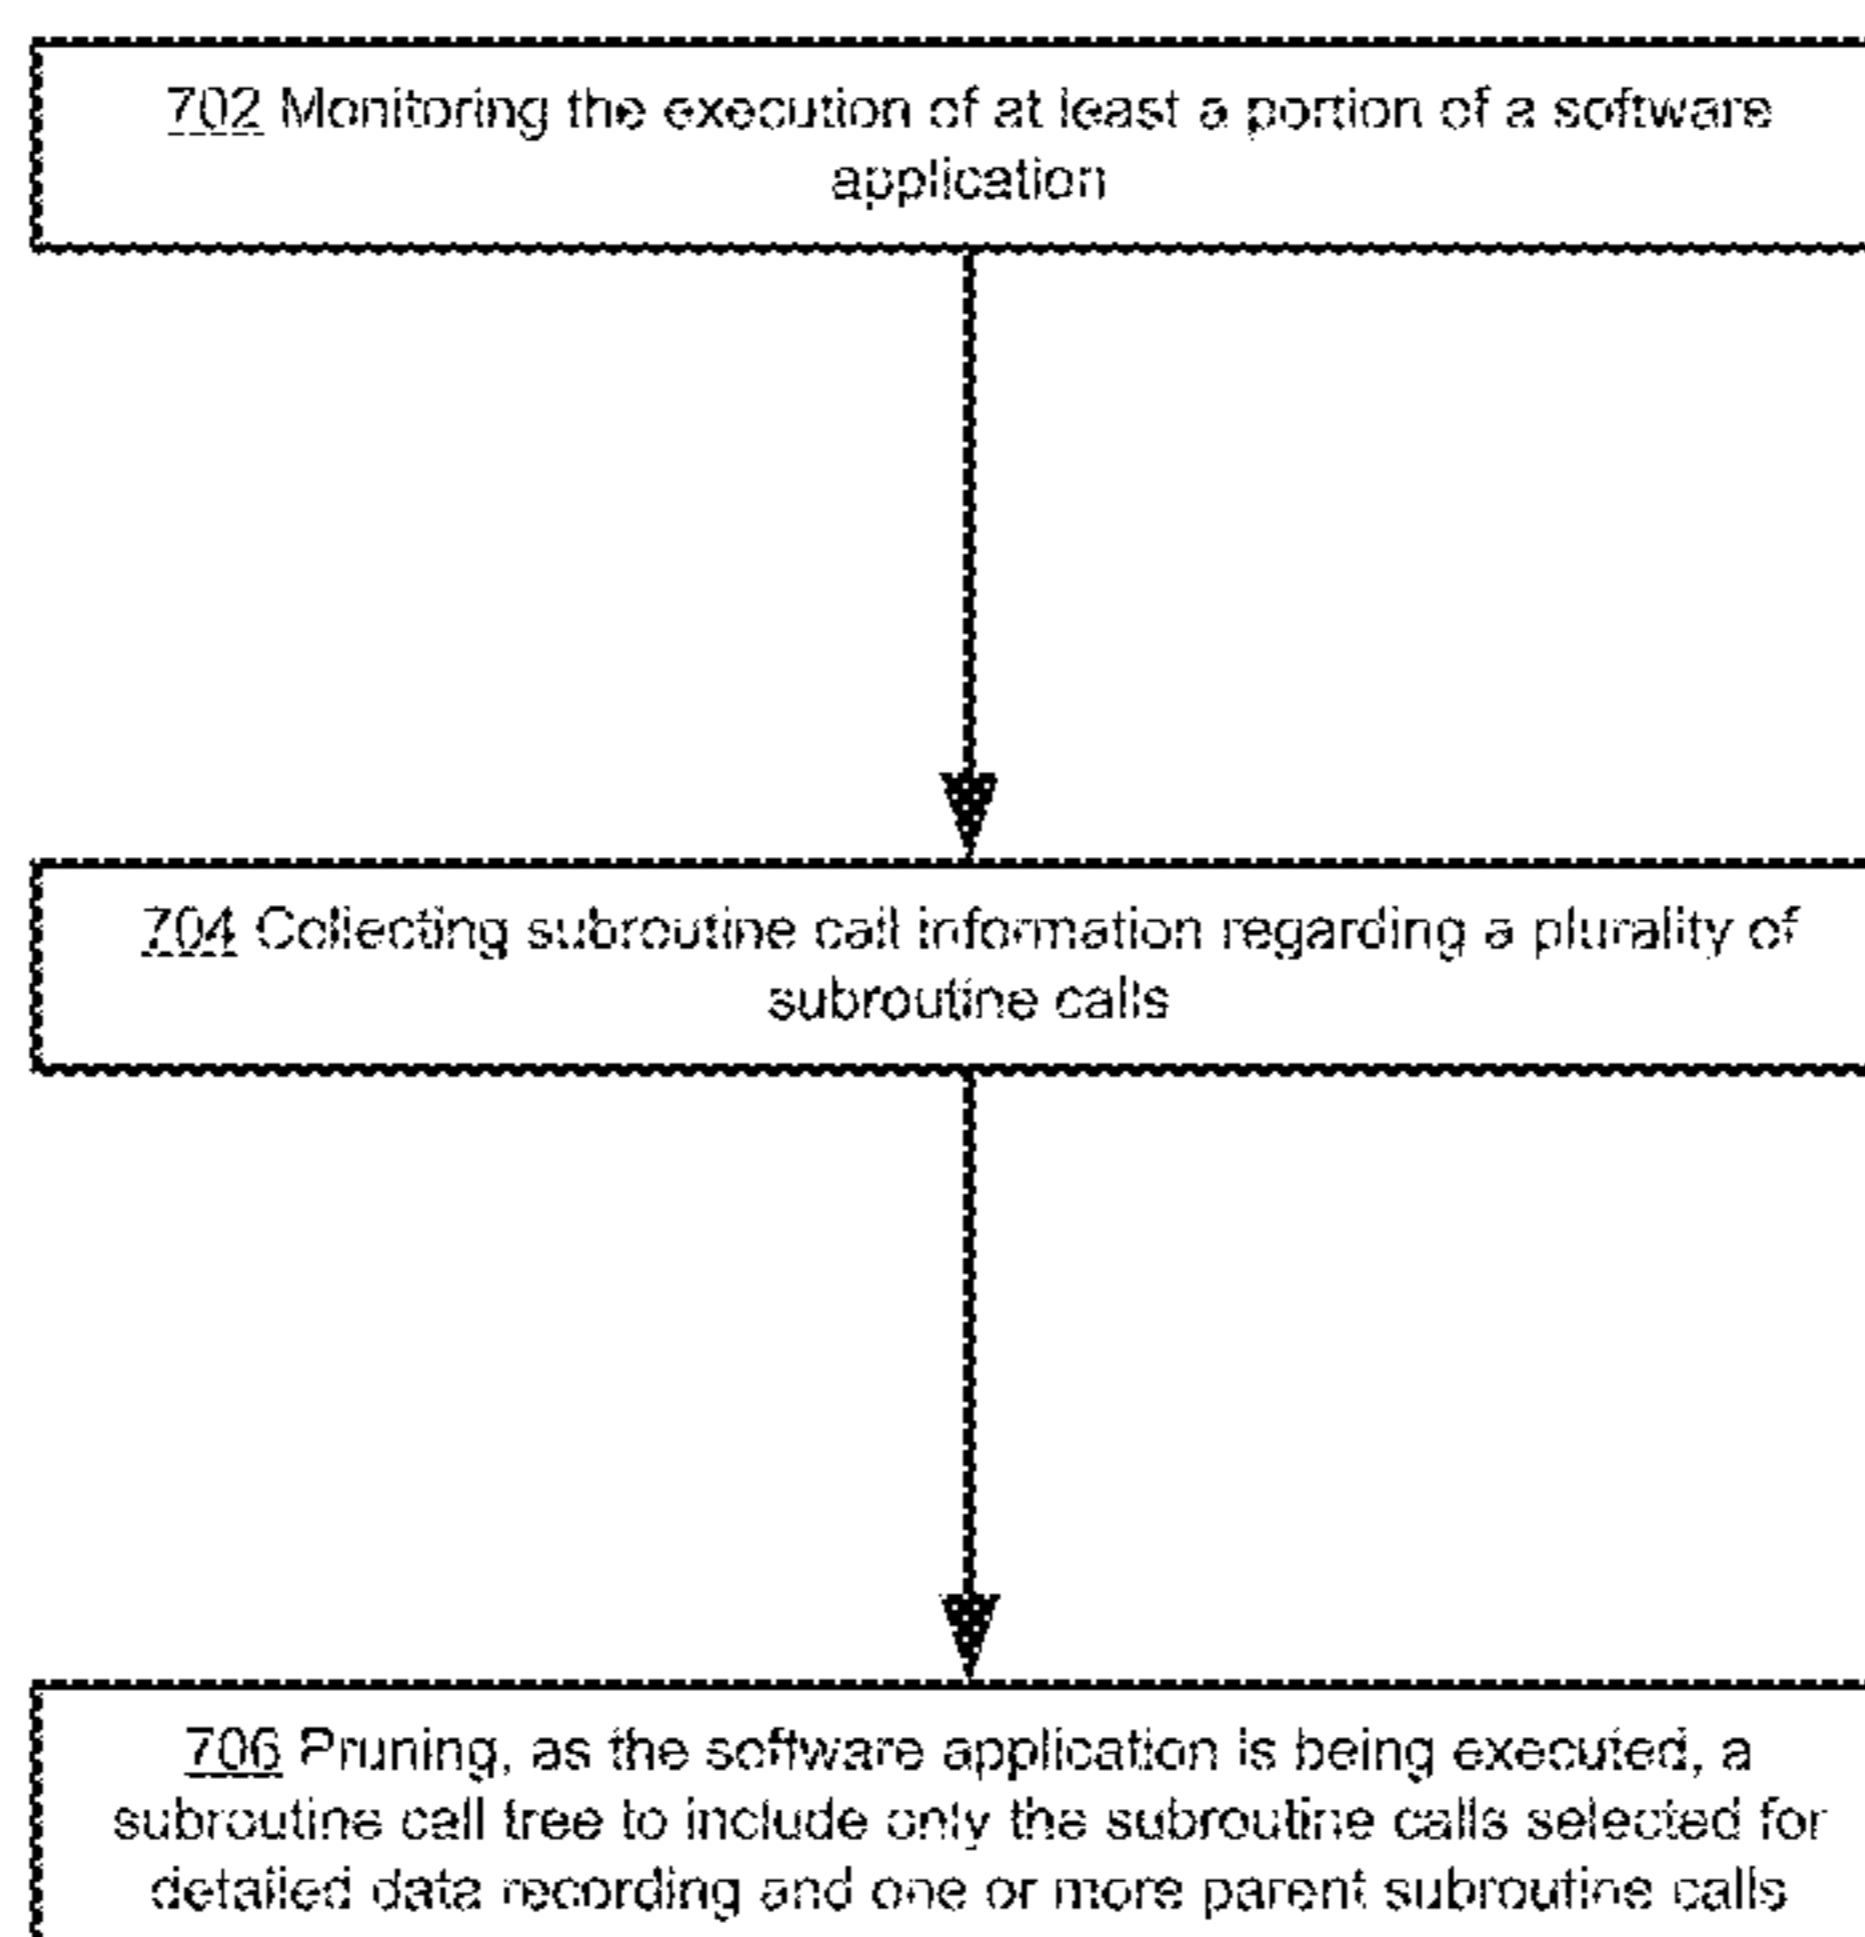 702 Monitoring the execution of at least a portion of a software
application
704 Collecting subroutine call information regarding a plurality of
subroutine calls
706 Pruning, as the software application is being executed, a
subroutine call tree to include only the subroutine calls selected for
detailed data recording and one or more parent subroutine calls